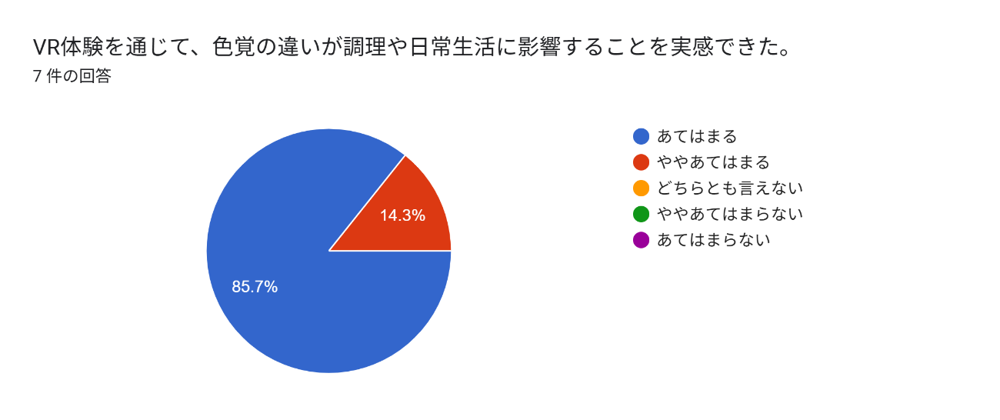 VR体験を通じて、色覚の違いが調理や日常生活に影響することを実感できた。
7 件の回答
あてはまる
ややあてはまる
どちらとも言えない
ややあてはまらない
あてはまらない
14.3%
85.7%